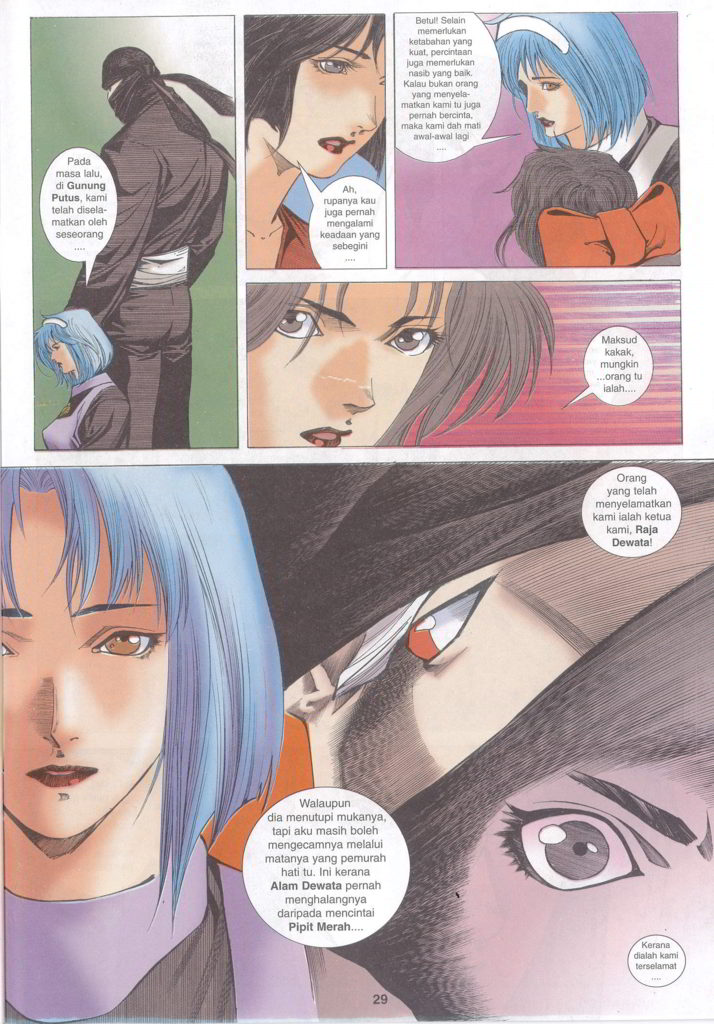 Pada
masa lalu,
di Gunung
Putus, kami
telah disela-
matkan oleh
seseorang
....
Ah,
rupanya kau
juga pernah
mengalami
keadaan yang
sebegini
....
Betul! Selain
memerlukan
ketabahan yang
kuat, percintaan
juga memerlukan
nasib yang baik.
Kalau bukan orang
yang menyela-
matkan kami tu juga
pernah bercinta,
maka kami dah mati
awal-awal lagi
....
Maksud
kakak,
mungkin
...orang tu
ialah....
Orang
yang telah
menyelamatkan
kami ialah ketua
kami, Raja
Dewata!
Walaupun
dia menutupi mukanya,
tapi aku masih boleh
mengecamnya melalui
matanya yang pemurah
hati tu. Ini kerana
Alam Dewata pernah
menghalangnya
daripada mencintai
Pipit Merah....
Kerana
dialah kami
terselamat
....
29